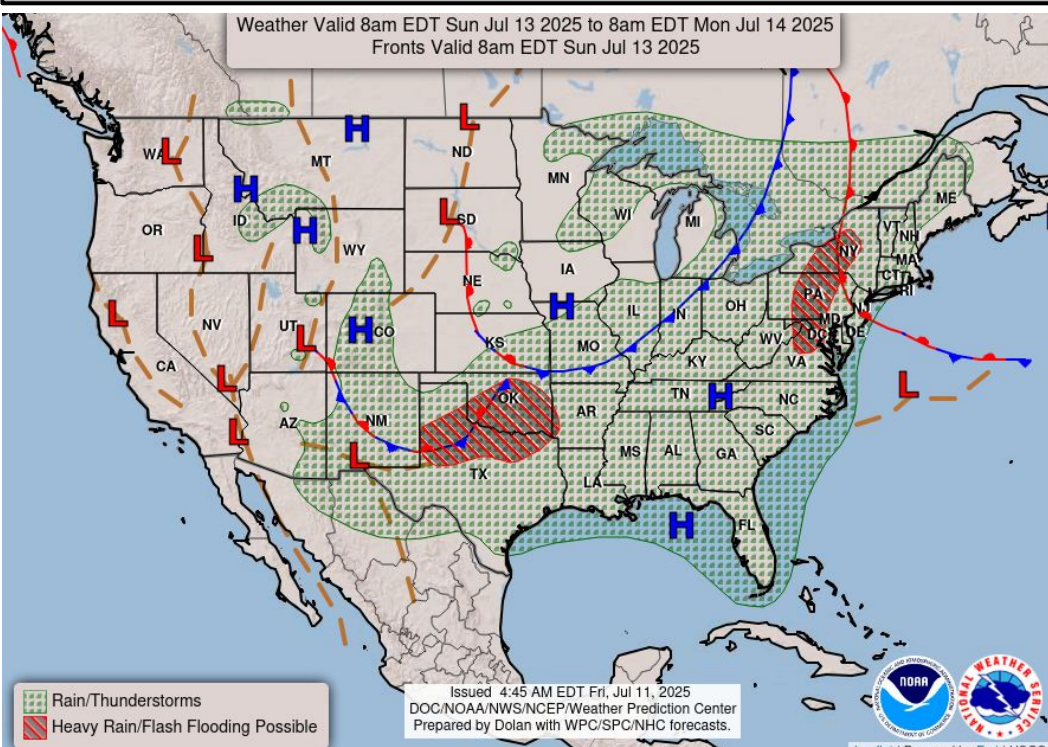 Weather Valid 8am EDT Sun Jul 13 2025 to 8am EDT Mon Jul 14 2025
Fronts Valid 8am EDT Sun Jul 13 2025
H
L
L
WA
MT
ND
MN
H
ID
L
SD
WI
MI
ME
OR
L
H
WY
VT
NH
NY
MA
CT
RI
NE
IA
L
NV
UT
L
H
CO
H
IL
IN
OH
PA
NJ
MD
DC
DE
KS
MO
WV
VA
CA
L
KY
L
AZ
NM
OK
AR
TN
H
NC
L
SC
L
TX
MS
AL
GA
LA
H
FL
Rain/Thunderstorms
Heavy Rain/Flash Flooding Possible
Issued 4:45 AM EDT Fri, Jul 11, 2025
DOC/NOAA/NWS/NCEP/Weather Prediction Center
Prepared by Dolan with WPC/SPC/NHC forecasts.
NOAA
NATIONAL WEATHER SERVICE